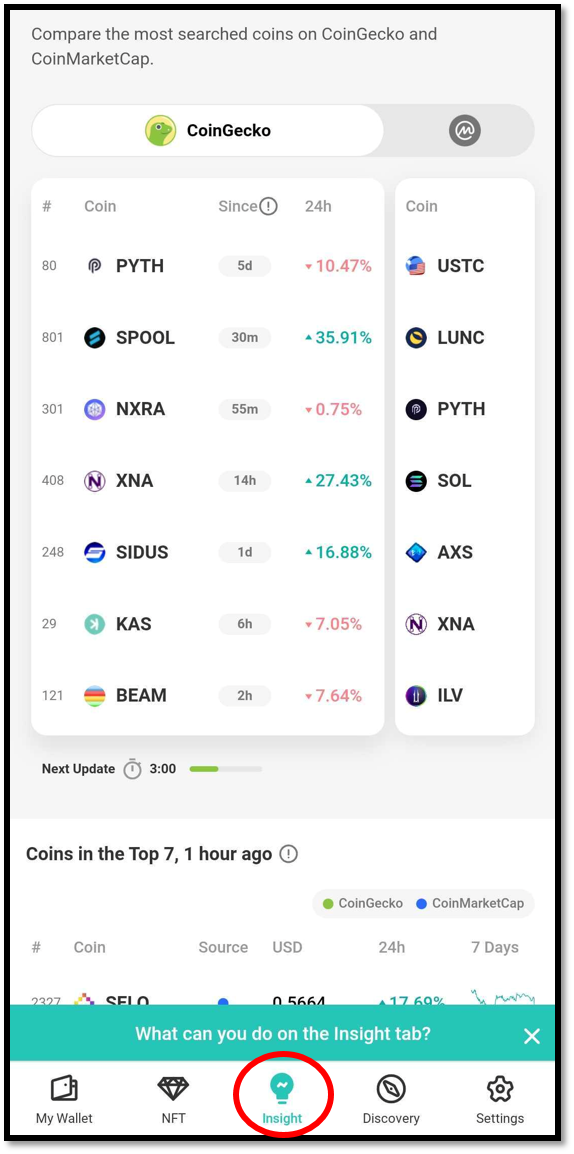 Compare the most searched coins on CoinGecko and
CoinMarketCap.
CoinGecko
# Coin Since 24h Coin
80 PYTH 5d 10.47% USTC
801 SPOOL 30m 35.91% LUNC
301 NXRA 55m 0.75% PYTH
408 XNA 14h 27.43% SOL
248 SIDUS 1d 16.88% AXS
29 KAS 6h 7.05% XNA
121 BEAM 2h 7.64% ILV
Next Update 3:00
Coins in the Top 7, 1 hour ago
CoinGecko CoinMarketCap
# Coin Source USD 24h 7 Days
2327 SELO 0.5664 17.69%
What can you do on the Insight tab?
My Wallet NFT Insight Discovery Settings